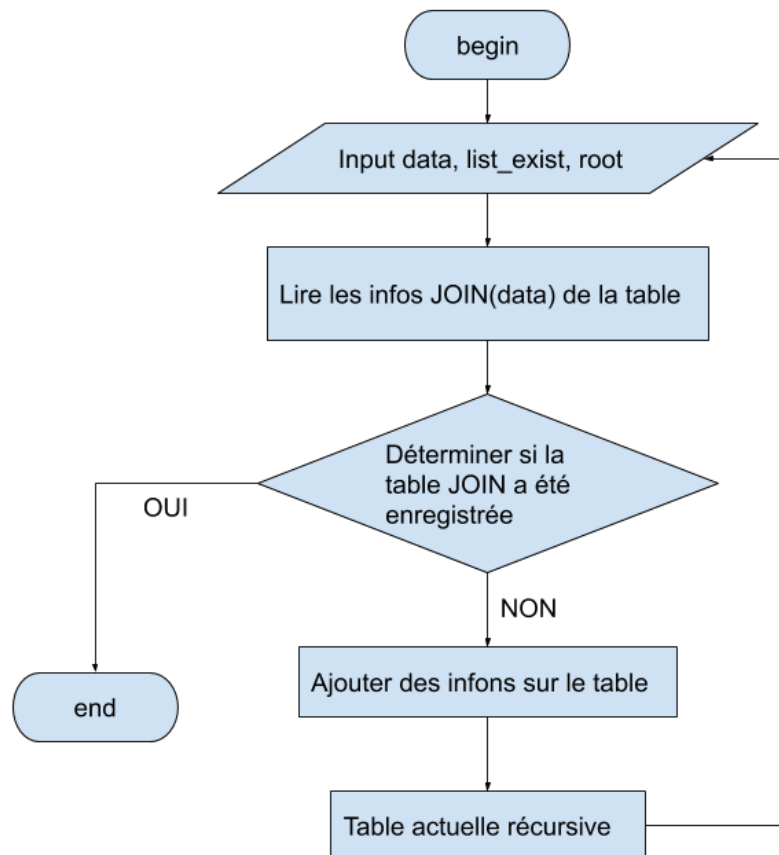 begin
Input data, list_exist, root
Lire les infos JOIN(data) de la table
Déterminer si la
table JOIN a été
enregistrée
OUI
NON
Ajouter des infons sur le table
end
Table actuelle récursive